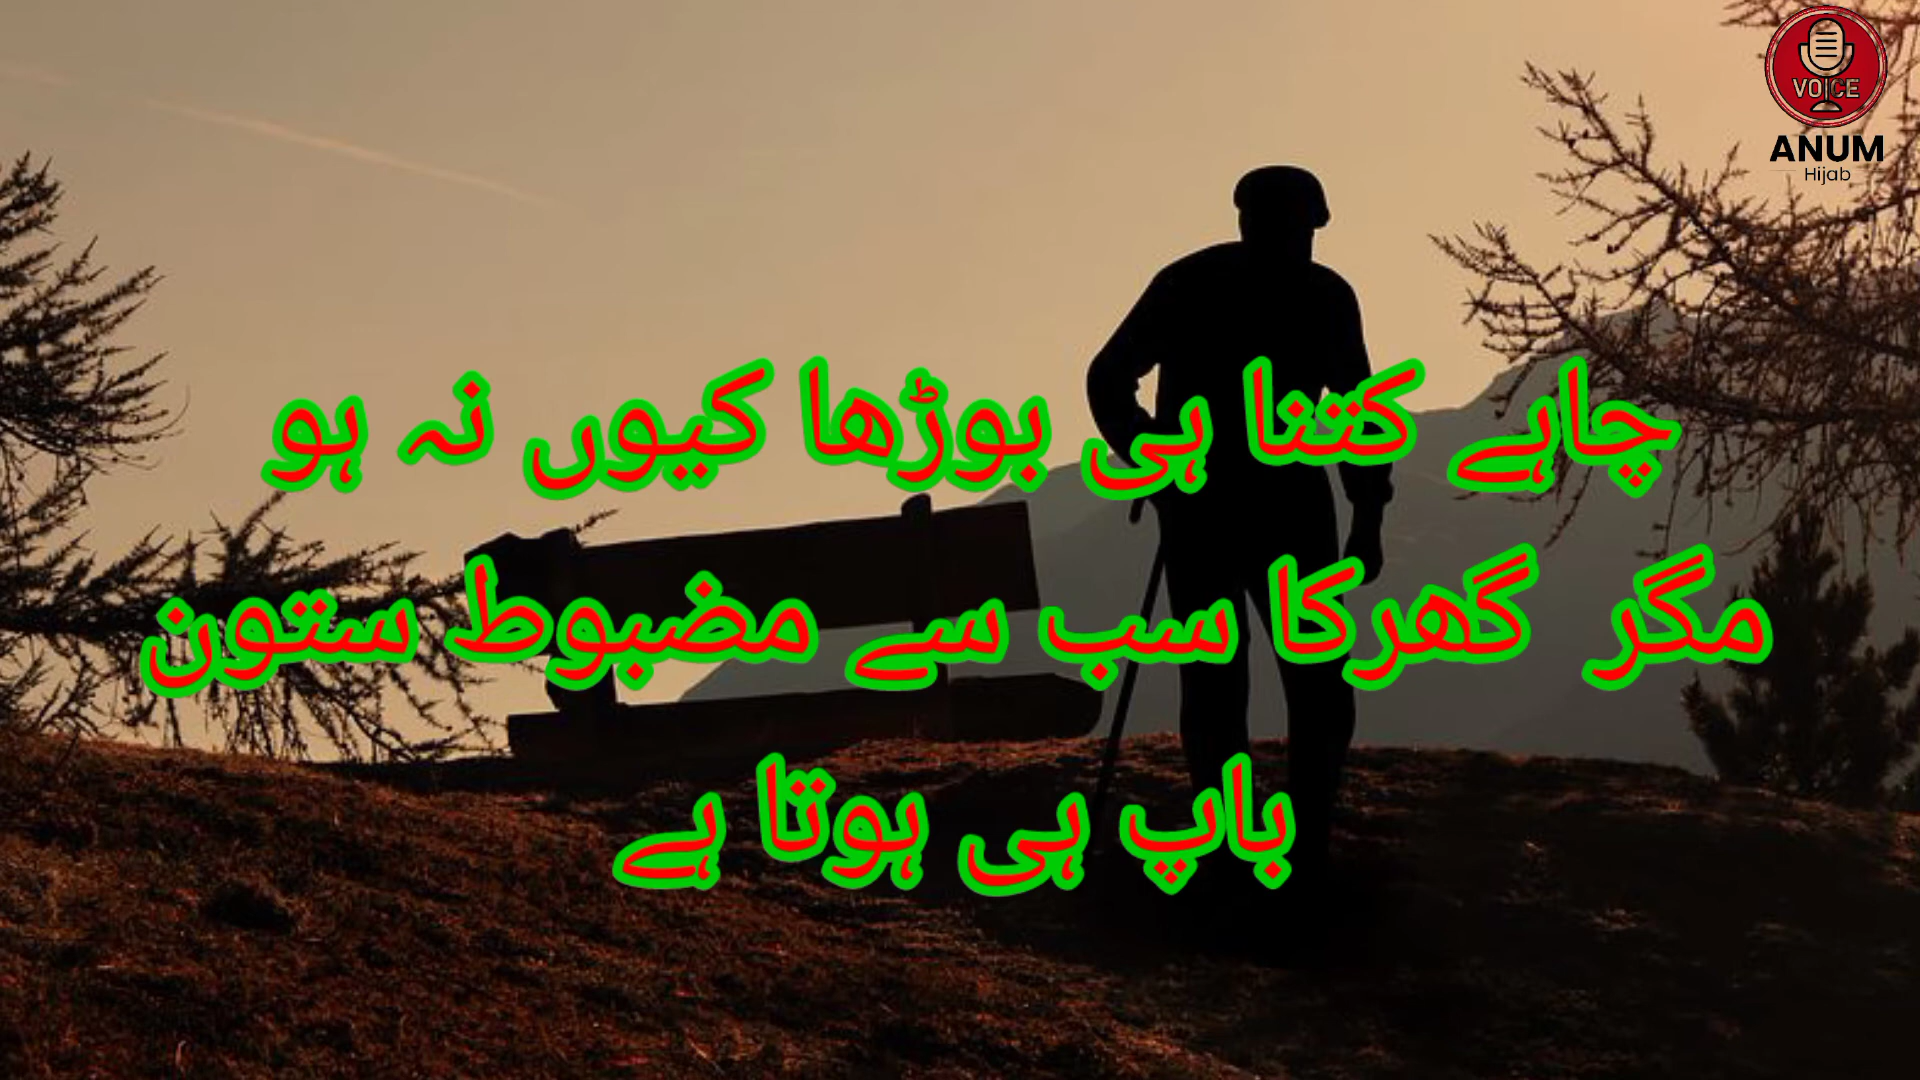 VOICE
ANUM
Hijab
چاہے کتنا ہی بوڑھا کیوں نہ ہو
مگر گھرکا سب سے مضبوط ستون
باپ ہی ہوتا ہے